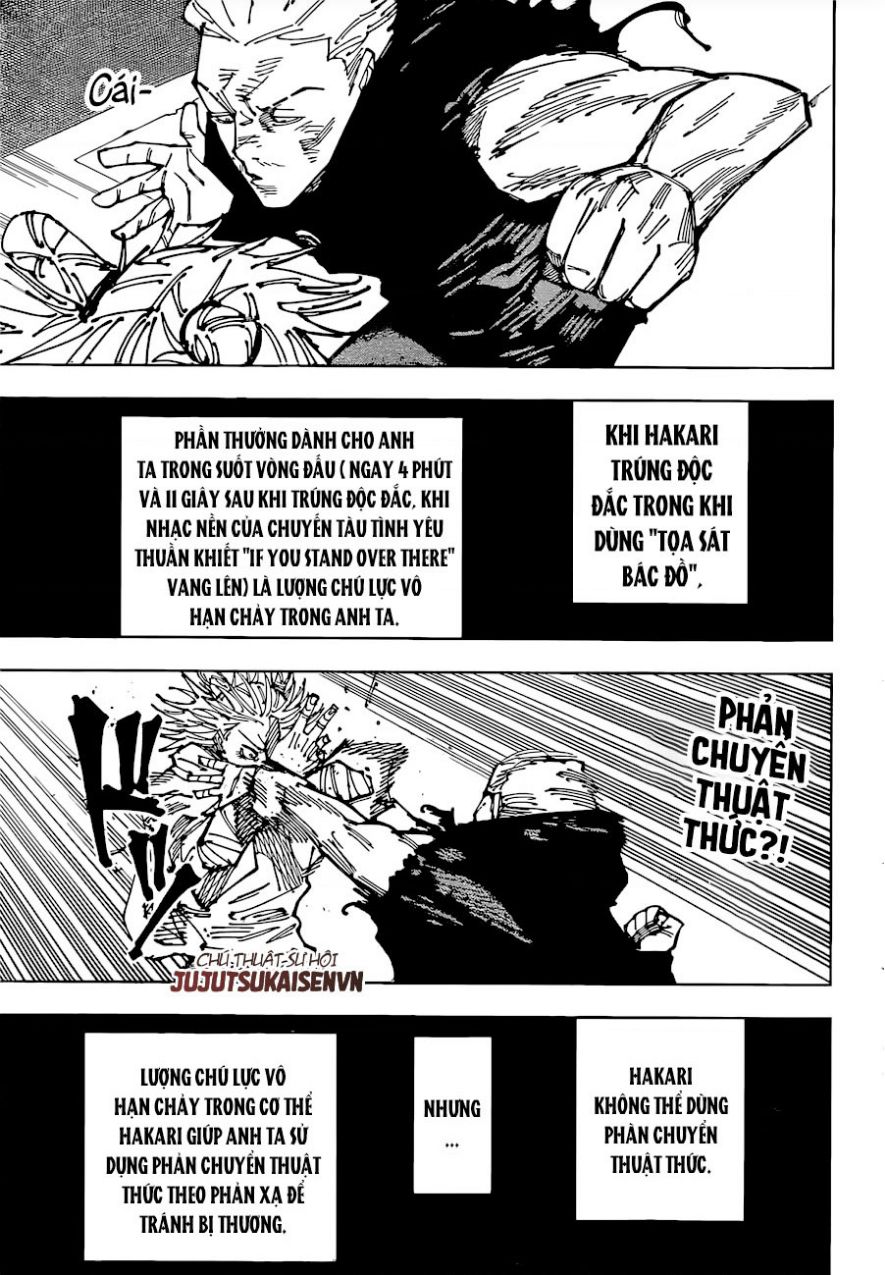 Cái-
KHI HAKARI
TRÚNG ĐỘC
ĐẮC TRONG KHI
DÙNG "TỌA SÁT
BÁC ĐỒ",
PHẦN THƯỞNG DÀNH CHO ANH
TA TRONG SUỐT VÒNG ĐẤU ( NGAY 4 PHÚT
VÀ 11 GIÂY SAU KHI TRÚNG ĐỘC ĐẮC, KHI
NHẠC NỀN CỦA CHUYẾN TÀU TÌNH YÊU
THUẦN KHIẾT "IF YOU STAND OVER THERE"
VANG LÊN) LÀ LƯỢNG CHÚ LỰC VÔ
HẠN CHẢY TRONG ANH TA.
PHẢN
CHUYỂN
THUẬT
THỨC?!
ドドン
CHÚ THUẬT SƯ HỘI
JUJUTSUKAISENVN
HAKARI
KHÔNG THỂ DÙNG
PHẢN CHUYỂN
THUẬT THỨC.
NHƯNG
...
LƯỢNG CHÚ LỰC VÔ
HẠN CHẢY TRONG CƠ THỂ
HAKARI GIÚP ANH TA SỬ
DỤNG PHẢN CHUYỂN THUẬT
THỨC THEO PHẢN XẠ ĐỂ
TRÁNH BỊ THƯƠNG.